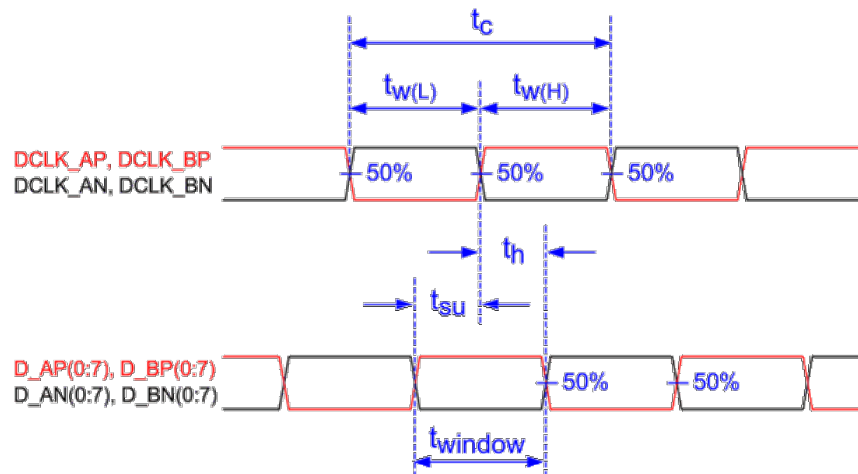 tc
tw(L) tw(H)
DCLK_AP, DCLK_BP
DCLK_AN, DCLK_BN
50% 50% 50%
th
tsu
D_AP(0:7), D_BP(0:7)
D_AN(0:7), D_BN(0:7)
50% 50%
twindow